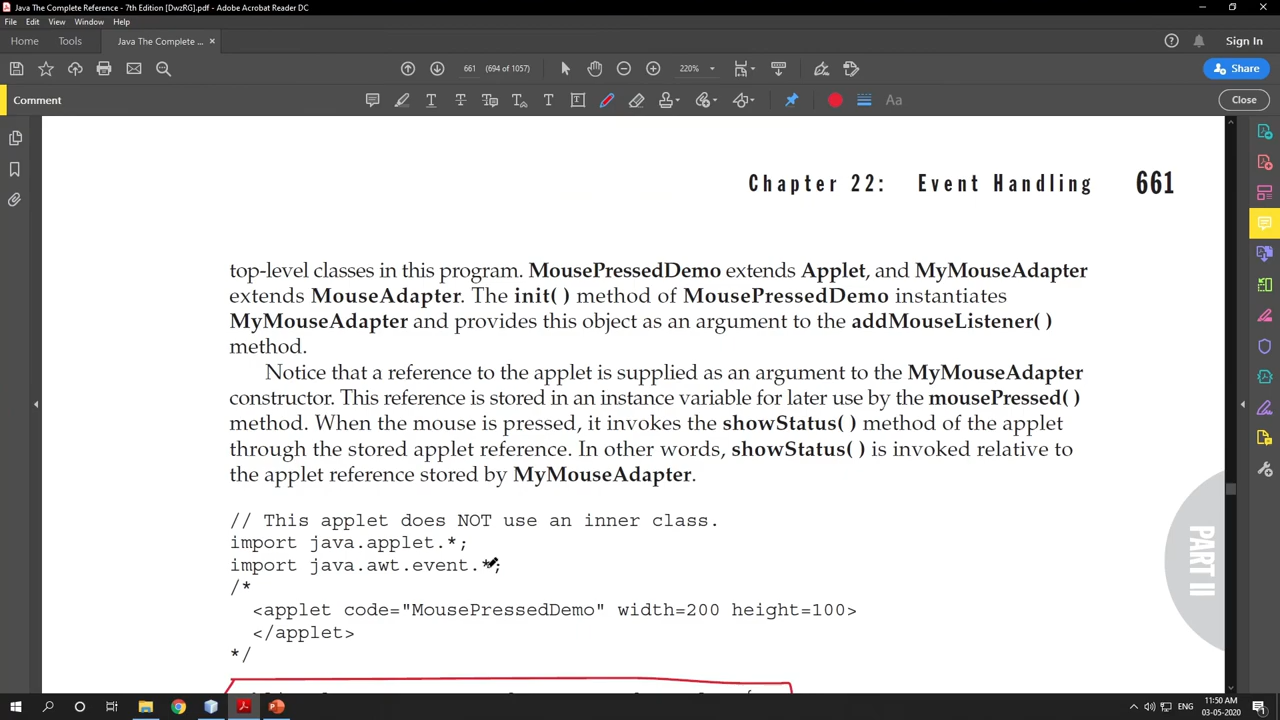 Java The Complete Reference - 7th Edition [DwzRG].pdf - Adobe Acrobat Reader DC
File Edit View Window Help
Home Tools Java The Complete ... × Sign In
661 (694 of 1057) 220% Share
Comment Aa Close
Chapter 22: Event Handling 661
top-level classes in this program. MousePressedDemo extends Applet, and MyMouseAdapter
extends MouseAdapter. The init( ) method of MousePressedDemo instantiates
MyMouseAdapter and provides this object as an argument to the addMouseListener( )
method.
Notice that a reference to the applet is supplied as an argument to the MyMouseAdapter
constructor. This reference is stored in an instance variable for later use by the mousePressed( )
method. When the mouse is pressed, it invokes the showStatus( ) method of the applet
through the stored applet reference. In other words, showStatus( ) is invoked relative to
the applet reference stored by MyMouseAdapter.
// This applet does NOT use an inner class.
import java.applet.*;
import java.awt.event.*;
/*
<applet code="MousePressedDemo" width=200 height=100>
</applet>
*/
PART II
ENG
11:50 AM
03-05-2020